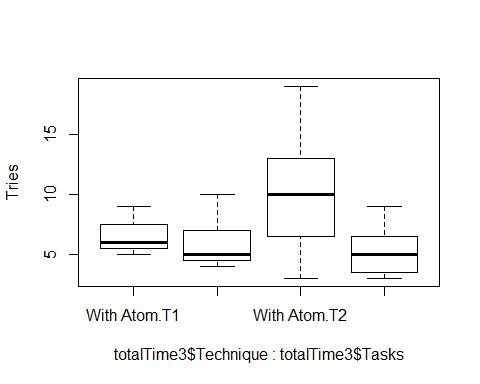 Tries
15
10
5
With Atom.T1
With Atom.T2
totalTime3$Technique : totalTime3$Tasks